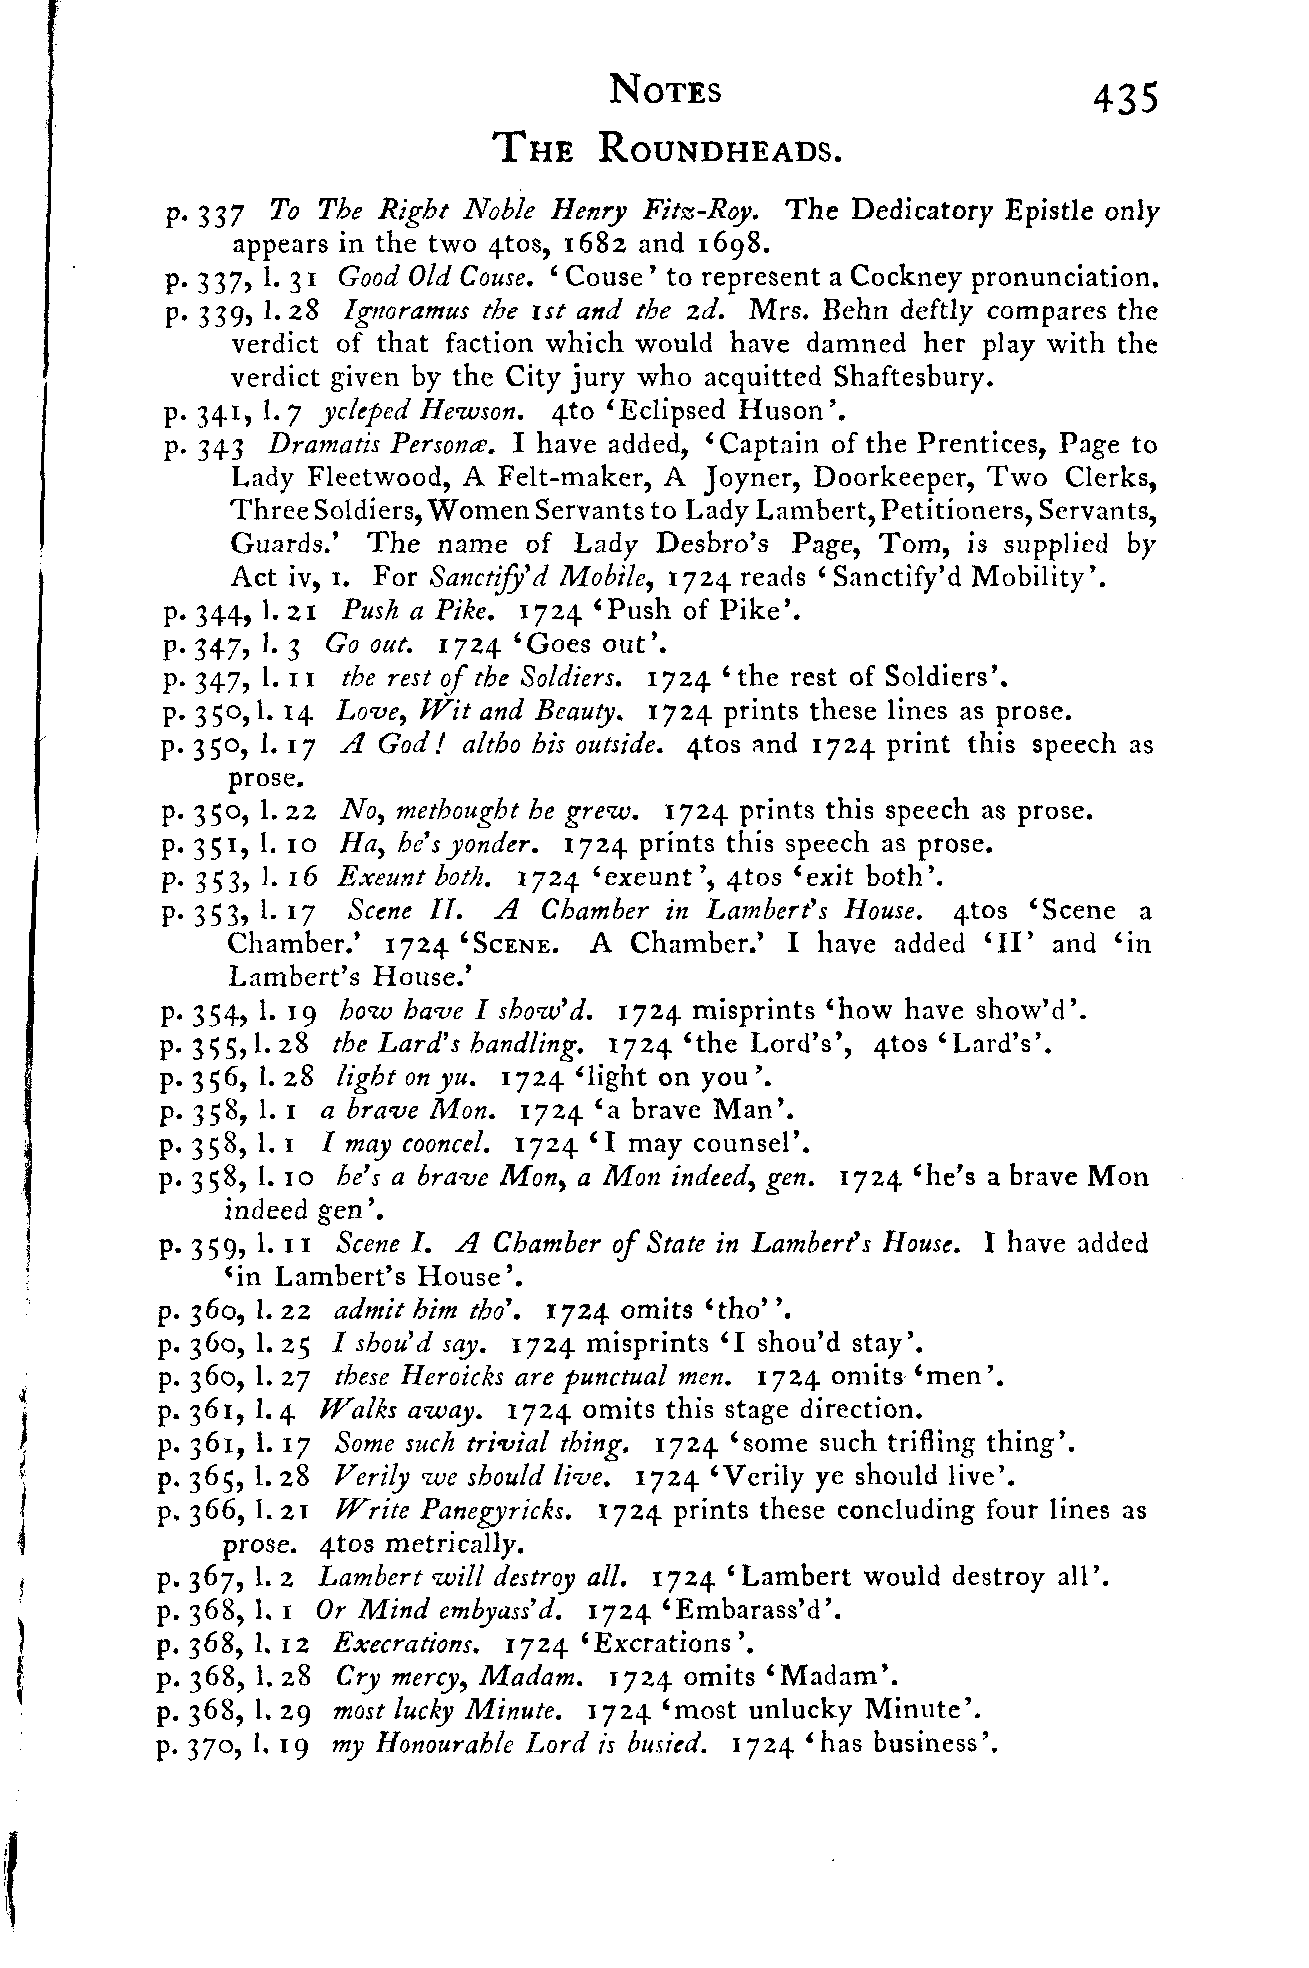 NOTES 435
THE ROUNDHEADS.
p. 337 To The Right Noble Henry Fitz-Roy. The Dedicatory Epistle only
appears in the two 4tos, 1682 and 1698.
p. 337, l. 31 Good Old Couse. ‘Couse’ to represent a Cockney pronunciation.
p. 339, l. 28 Ignoramus the 1st and the 2d. Mrs. Behn deftly compares the
verdict of that faction which would have damned her play with the
verdict given by the City jury who acquitted Shaftesbury.
p. 341, l. 7 ycleped Hewson. 4to ‘Eclipsed Huson’.
p. 343 Dramatis Personæ. I have added, ‘Captain of the Prentices, Page to
Lady Fleetwood, A Felt-maker, A Joyner, Doorkeeper, Two Clerks,
Three Soldiers, Women Servants to Lady Lambert, Petitioners, Servants,
Guards.’ The name of Lady Desbro’s Page, Tom, is supplied by
Act iv, 1. For Sanctify’d Mobile, 1724 reads ‘Sanctify’d Mobility’.
p. 344, l. 21 Push a Pike. 1724 ‘Push of Pike’.
p. 347, l. 3 Go out. 1724 ‘Goes out’.
p. 347, l. 11 the rest of the Soldiers. 1724 ‘the rest of Soldiers’.
p. 350, l. 14 Love, Wit and Beauty. 1724 prints these lines as prose.
p. 350, l. 17 A God! altho his outside. 4tos and 1724 print this speech as
prose.
p. 350, l. 22 No, methought he grew. 1724 prints this speech as prose.
p. 351, l. 10 Ha, he’s yonder. 1724 prints this speech as prose.
p. 353, l. 16 Exeunt both. 1724 ‘exeunt’, 4tos ‘exit both’.
p. 353, l. 17 Scene II. A Chamber in Lambert’s House. 4tos ‘Scene a
Chamber.’ 1724 ‘SCENE. A Chamber.’ I have added ‘II’ and ‘in
Lambert’s House.’
p. 354, l. 19 how have I show’d. 1724 misprints ‘how have show’d’.
p. 355, l. 28 the Lard’s handling. 1724 ‘the Lord’s’, 4tos ‘Lard’s’.
p. 356, l. 28 light on yu. 1724 ‘light on you’.
p. 358, l. 1 a brave Mon. 1724 ‘a brave Man’.
p. 358, l. 1 I may cooncel. 1724 ‘I may counsel’.
p. 358, l. 10 he’s a brave Mon, a Mon indeed, gen. 1724 ‘he’s a brave Mon
indeed gen’.
p. 359, l. 11 Scene I. A Chamber of State in Lambert’s House. I have added
‘in Lambert’s House’.
p. 360, l. 22 admit him tho’. 1724 omits ‘tho’’.
p. 360, l. 25 I shou’d say. 1724 misprints ‘I shou’d stay’.
p. 360, l. 27 these Heroicks are punctual men. 1724 omits ‘men’.
p. 361, l. 4 Walks away. 1724 omits this stage direction.
p. 361, l. 17 Some such trivial thing. 1724 ‘some such trifling thing’.
p. 365, l. 28 Verily we should live. 1724 ‘Verily ye should live’.
p. 366, l. 21 Write Panegyricks. 1724 prints these concluding four lines as
prose. 4tos metrically.
p. 367, l. 2 Lambert will destroy all. 1724 ‘Lambert would destroy all’.
p. 368, l. 1 Or Mind embyass’d. 1724 ‘Embarass’d’.
p. 368, l. 12 Execrations. 1724 ‘Excrations’.
p. 368, l. 28 Cry mercy, Madam. 1724 omits ‘Madam’.
p. 368, l. 29 most lucky Minute. 1724 ‘most unlucky Minute’.
p. 370, l. 19 my Honourable Lord is busied. 1724 ‘has business’.